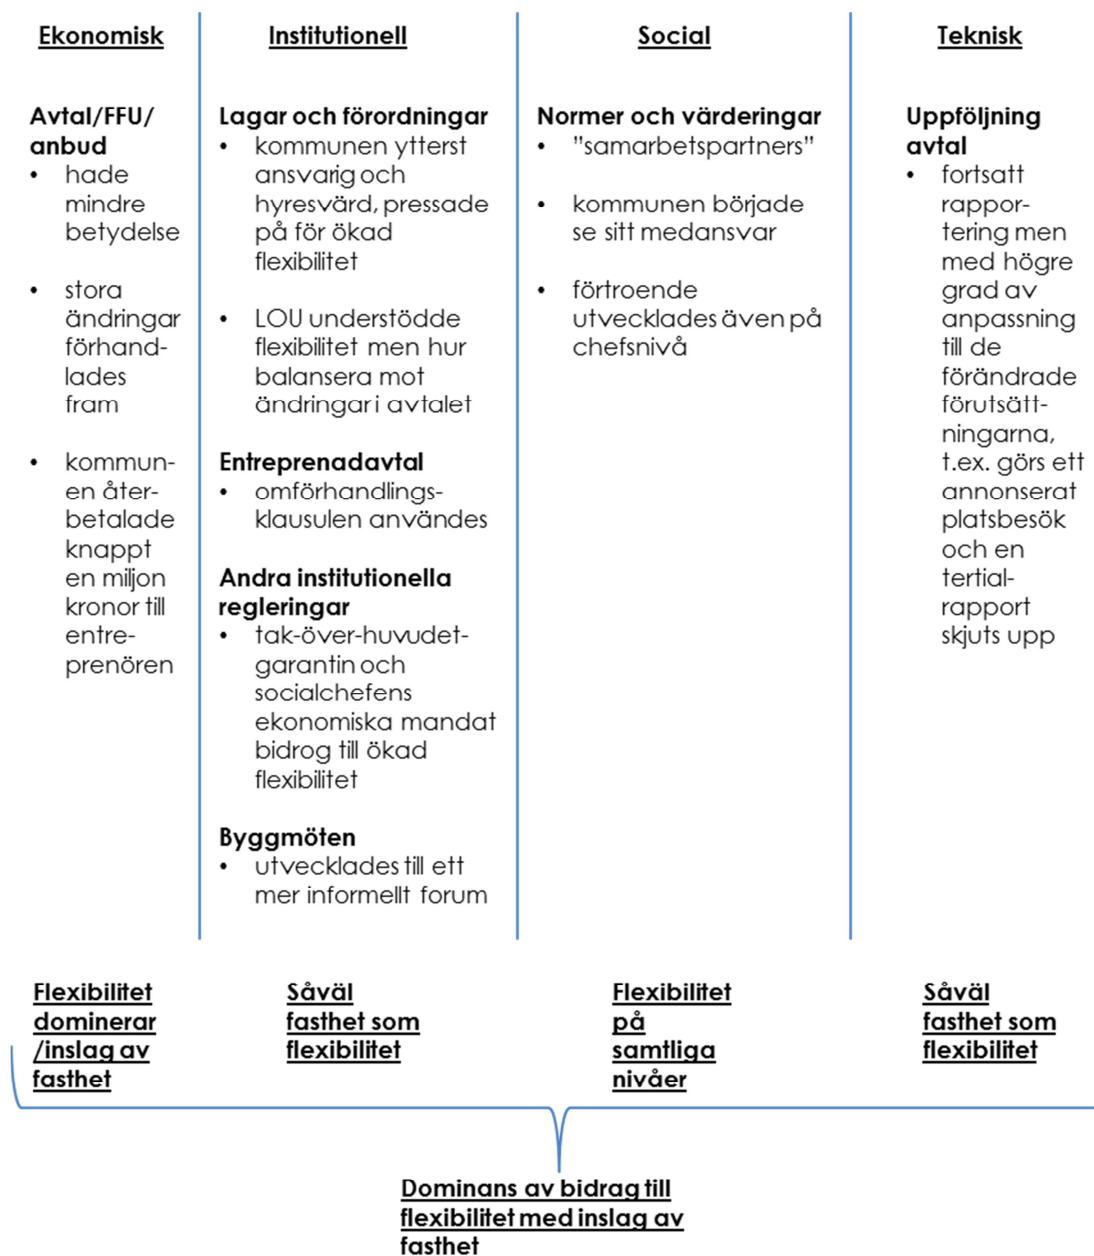 Ekonomisk
Avtal/FFU/
anbud
• hade
mindre
betydelse
• stora
ändringar
förhand-
lades
fram
• kommun-
en åter-
betalade
knappt
en miljon
kronor till
entre-
prenören
Institutionell
Lagar och förordningar
• kommunen ytterst
ansvarig och
hyresvärd, pressade
på för ökad
flexibilitet
• LOU understödde
flexibilitet men hur
balansera mot
ändringar i avtalet
Entreprenadavtal
• omförhandlings-
klausulen användes
Andra institutionella
regleringar
• tak-över-huvudet-
garantin och
socialchefens
ekonomiska mandat
bidrog till ökad
flexibilitet
Byggmöten
• utvecklades till ett
mer informellt forum
Social
Normer och värderingar
• ”samarbetspartners”
• kommunen började
se sitt medansvar
• förtroende
utvecklades även på
chefsnivå
Teknisk
Uppföljning
avtal
• fortsatt
rappor-
tering men
med högre
grad av
anpassning
till de
förändrade
förutsätt-
ningarna,
t.ex. görs ett
annonserat
platsbesök
och en
tertial-
rapport
skjuts upp
Flexibilitet
dominerar
/inslag av
fasthet
Såväl
fasthet som
flexibilitet
Flexibilitet
på
samtliga
nivåer
Såväl
fasthet som
flexibilitet
Dominans av bidrag till
flexibilitet med inslag av
fasthet